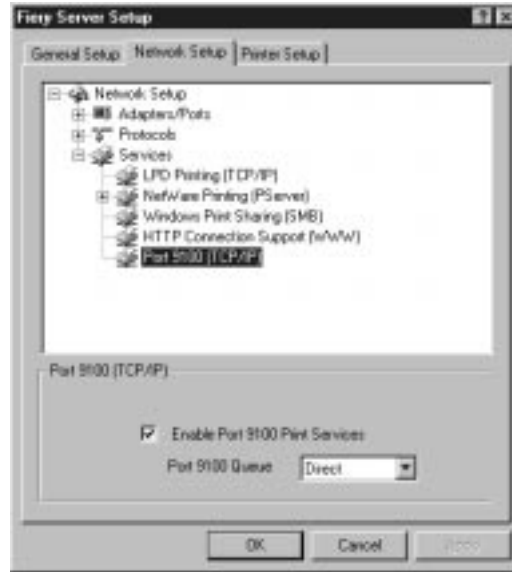 Fiery Server Setup
General Setup Network Setup Printer Setup
Network Setup
Adapters/Ports
Protocols
Services
LPD Printing (TCP/IP)
NetWare Printing (PServer)
Windows Print Sharing (SMB)
HTTP Connection Support (WWW)
Port 9100 (TCP/IP)
Port 9100 (TCP/IP)
Enable Port 9100 Print Services
Port 9100 Queue Direct
OK Cancel Apply